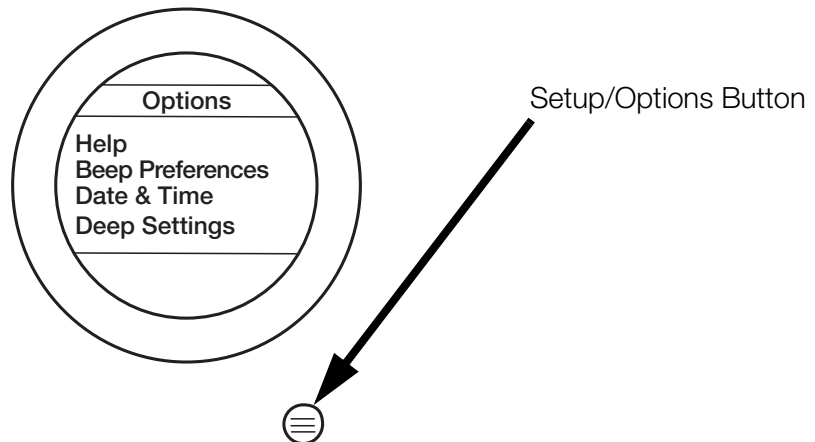 Options
Setup/Options Button
Help
Beep Preferences
Date & Time
Deep Settings